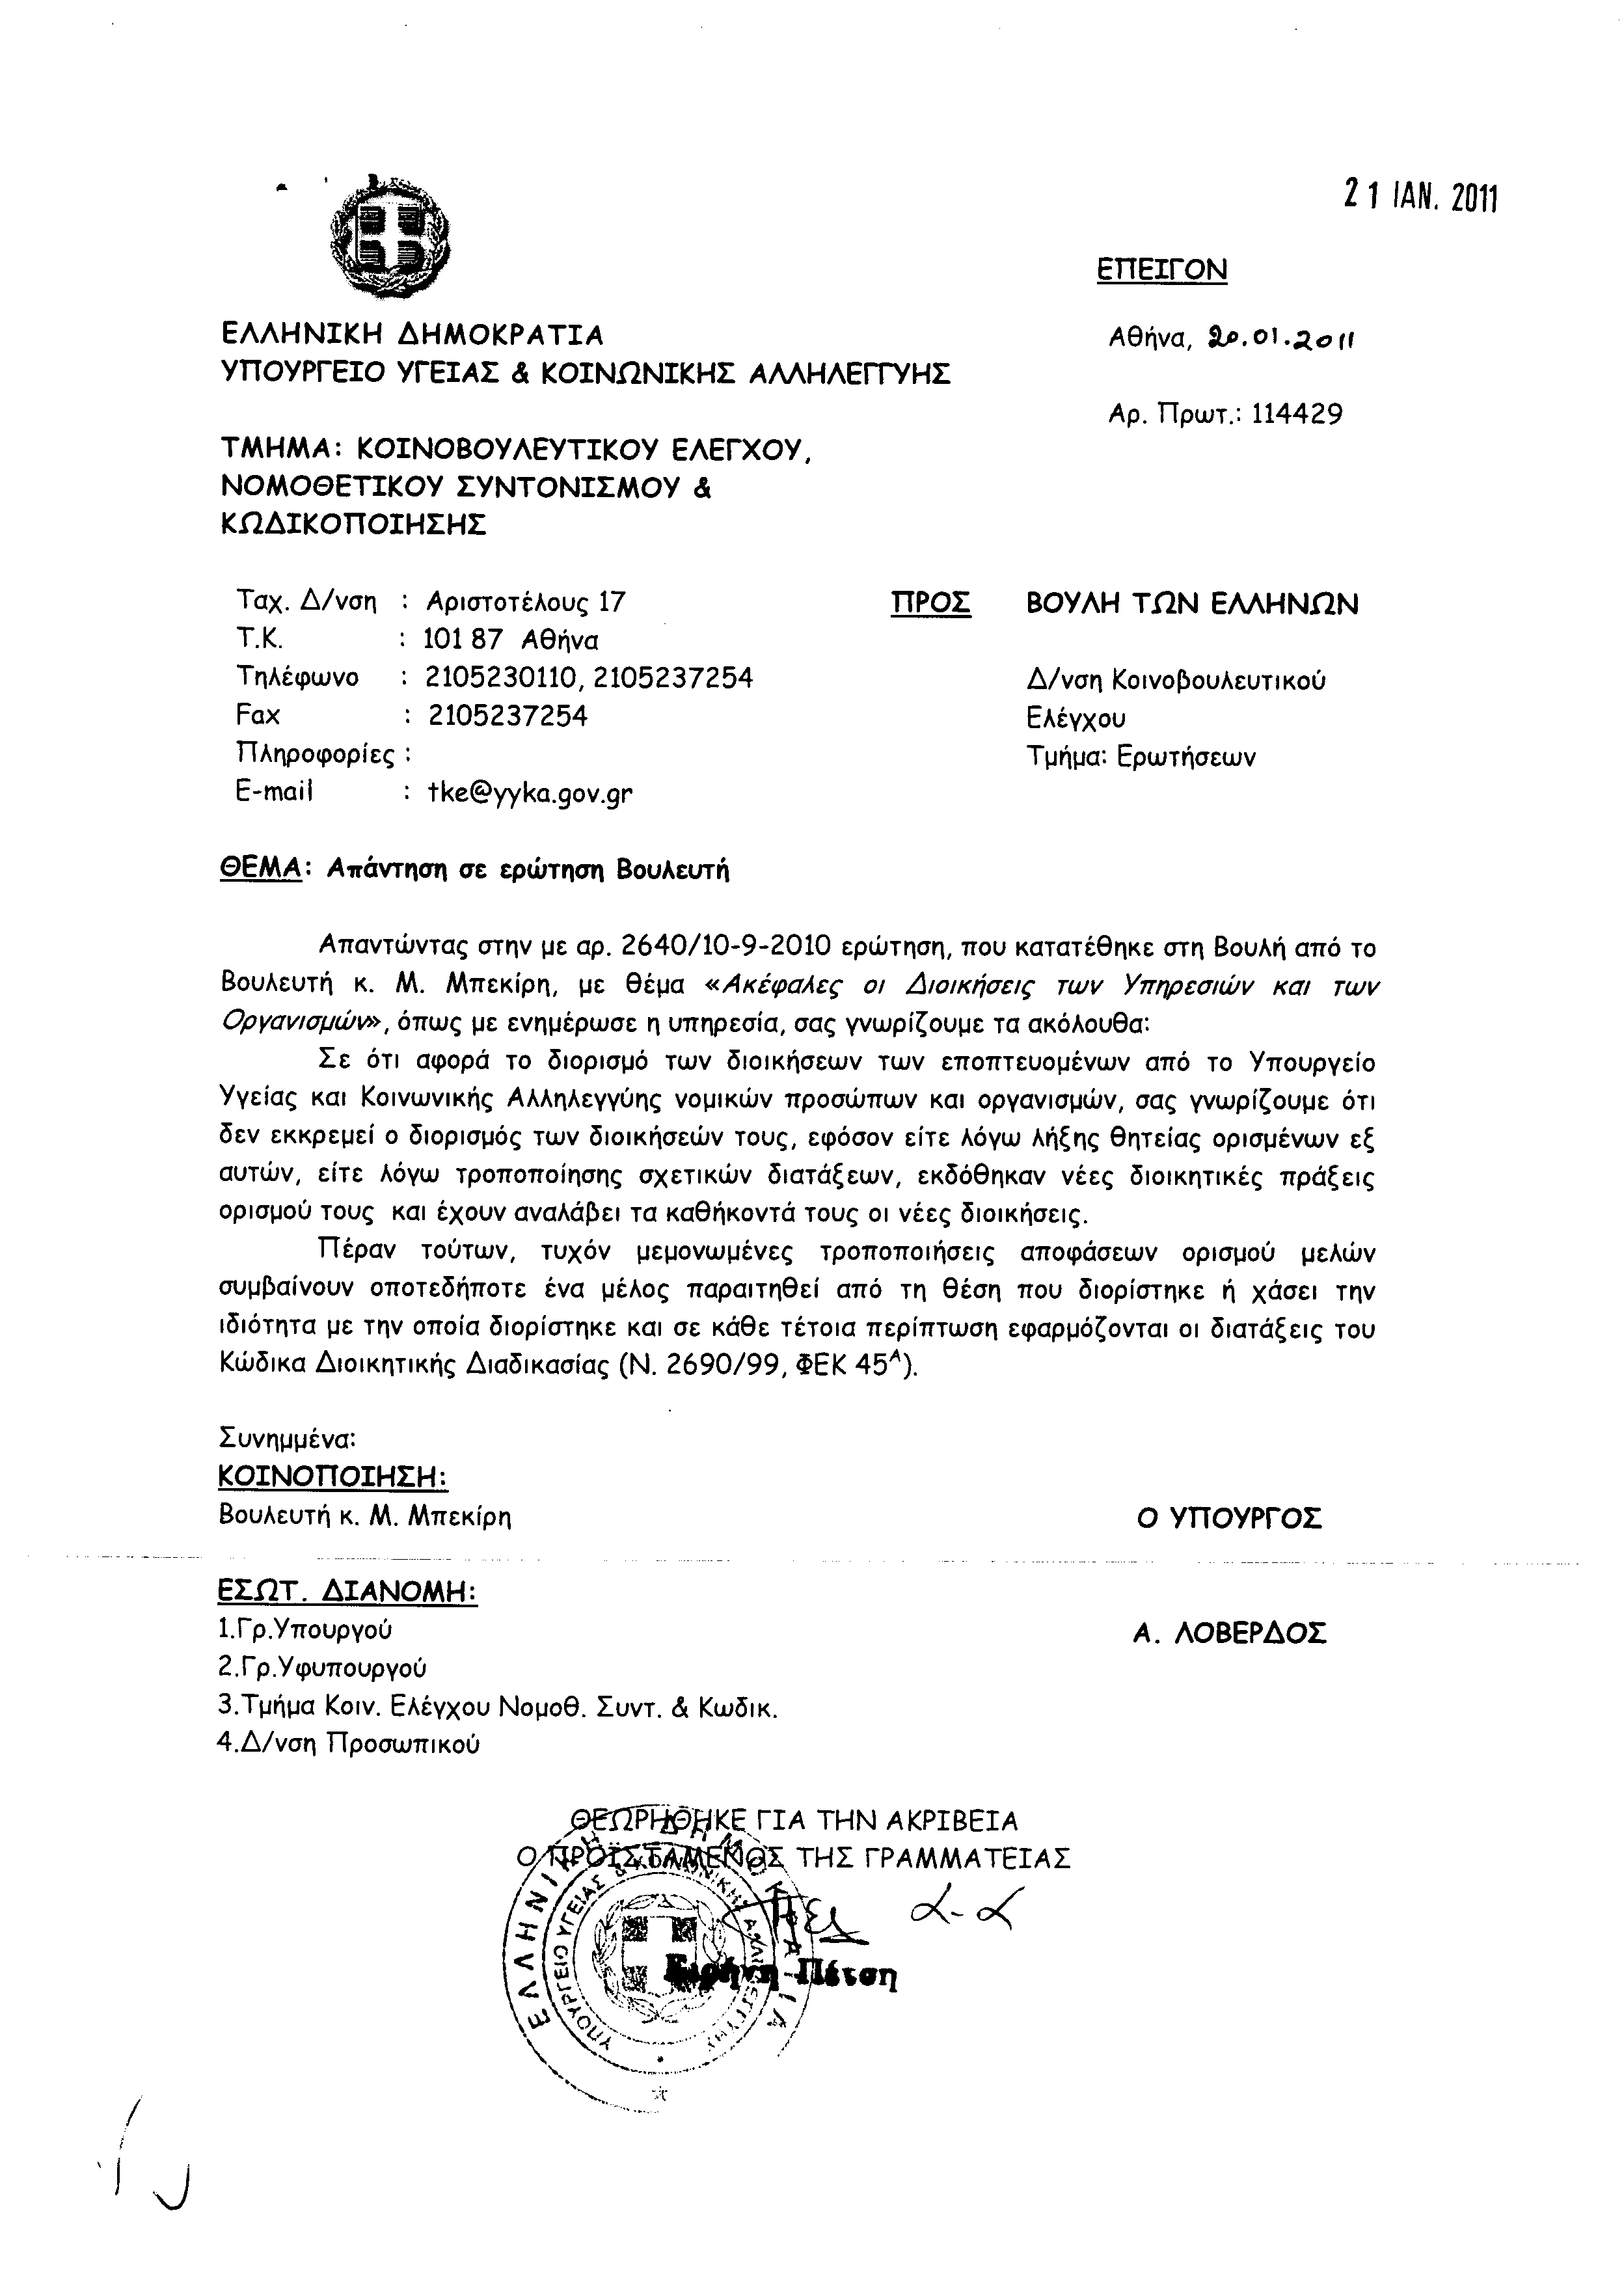 21 ΙΑΝ. 2011
ΕΠΕΙΓΟΝ
ΕΛΛΗΝΙΚΗ ΔΗΜΟΚΡΑΤΙΑ
Αθήνα, 20.01.2011
ΥΠΟΥΡΓΕΙΟ ΥΓΕΙΑΣ & ΚΟΙΝΩΝΙΚΗΣ ΑΛΛΗΛΕΓΓΥΗΣ
Αρ. Πρωτ.: 114429
ΤΜΗΜΑ: ΚΟΙΝΟΒΟΥΛΕΥΤΙΚΟΥ ΕΛΕΓΧΟΥ,
ΝΟΜΟΘΕΤΙΚΟΥ ΣΥΝΤΟΝΙΣΜΟΥ &
ΚΩΔΙΚΟΠΟΙΗΣΗΣ
Ταχ. Δ/νση : Αριστοτέλους 17
Τ.Κ. : 101 87 Αθήνα
Τηλέφωνο : 2105230110, 2105237254
Fax : 2105237254
Πληροφορίες :
E-mail : tke@yyka.gov.gr
ΠΡΟΣ ΒΟΥΛΗ ΤΩΝ ΕΛΛΗΝΩΝ
Δ/νση Κοινοβουλευτικού
Ελέγχου
Τμήμα: Ερωτήσεων
ΘΕΜΑ: Απάντηση σε ερώτηση Βουλευτή
Απαντώντας στην με αρ. 2640/10-9-2010 ερώτηση, που κατατέθηκε στη Βουλή από το
Βουλευτή κ. Μ. Μπεκίρη, με θέμα «Ακέφαλες οι Διοικήσεις των Υπηρεσιών και των
Οργανισμών», όπως με ενημέρωσε η υπηρεσία, σας γνωρίζουμε τα ακόλουθα:
Σε ότι αφορά το διορισμό των διοικήσεων των εποπτευομένων από το Υπουργείο
Υγείας και Κοινωνικής Αλληλεγγύης νομικών προσώπων και οργανισμών, σας γνωρίζουμε ότι
δεν εκκρεμεί ο διορισμός των διοικήσεών τους, εφόσον είτε λόγω λήξης θητείας ορισμένων εξ
αυτών, είτε λόγω τροποποίησης σχετικών διατάξεων, εκδόθηκαν νέες διοικητικές πράξεις
ορισμού τους και έχουν αναλάβει τα καθήκοντά τους οι νέες διοικήσεις.
Πέραν τούτων, τυχόν μεμονωμένες τροποποιήσεις αποφάσεων ορισμού μελών
συμβαίνουν οποτεδήποτε ένα μέλος παραιτηθεί από τη θέση που διορίστηκε ή χάσει την
ιδιότητα με την οποία διορίστηκε και σε κάθε τέτοια περίπτωση εφαρμόζονται οι διατάξεις του
Κώδικα Διοικητικής Διαδικασίας (Ν. 2690/99, ΦΕΚ 45Α).
Συνημμένα:
ΚΟΙΝΟΠΟΙΗΣΗ:
Βουλευτή κ. Μ. Μπεκίρη
Ο ΥΠΟΥΡΓΟΣ
ΕΣΩΤ. ΔΙΑΝΟΜΗ:
1.Γρ.Υπουργού
Α. ΛΟΒΕΡΔΟΣ
2.Γρ.Υφυπουργού
3.Τμήμα Κοιν. Ελέγχου Νομοθ. Συντ. & Κωδικ.
4.Δ/νση Προσωπικού
ΘΕΩΡΗΘΗΚΕ ΓΙΑ ΤΗΝ ΑΚΡΙΒΕΙΑ
Ο ΠΡΟΪΣΤΑΜΕΝΟΣ ΤΗΣ ΓΡΑΜΜΑΤΕΙΑΣ
α-α
Ειρήνη Πέτση
ΕΛΛΗΝΙΚΗ ΔΗΜΟΚΡΑΤΙΑ
ΥΠΟΥΡΓΕΙΟ ΥΓΕΙΑΣ & ΚΟΙΝΩΝΙΚΗΣ ΑΛΛΗΛΕΓΓΥΗΣ